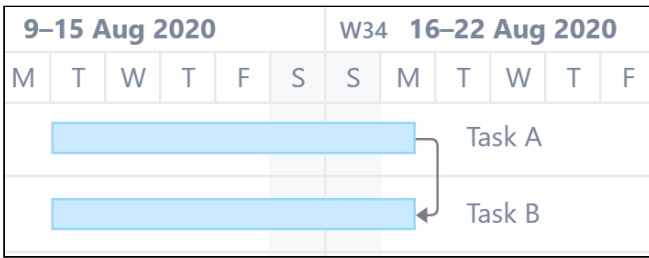 9–15 Aug 2020 W34 16–22 Aug 2020
M T W T F S S M T W T F
Task A
Task B